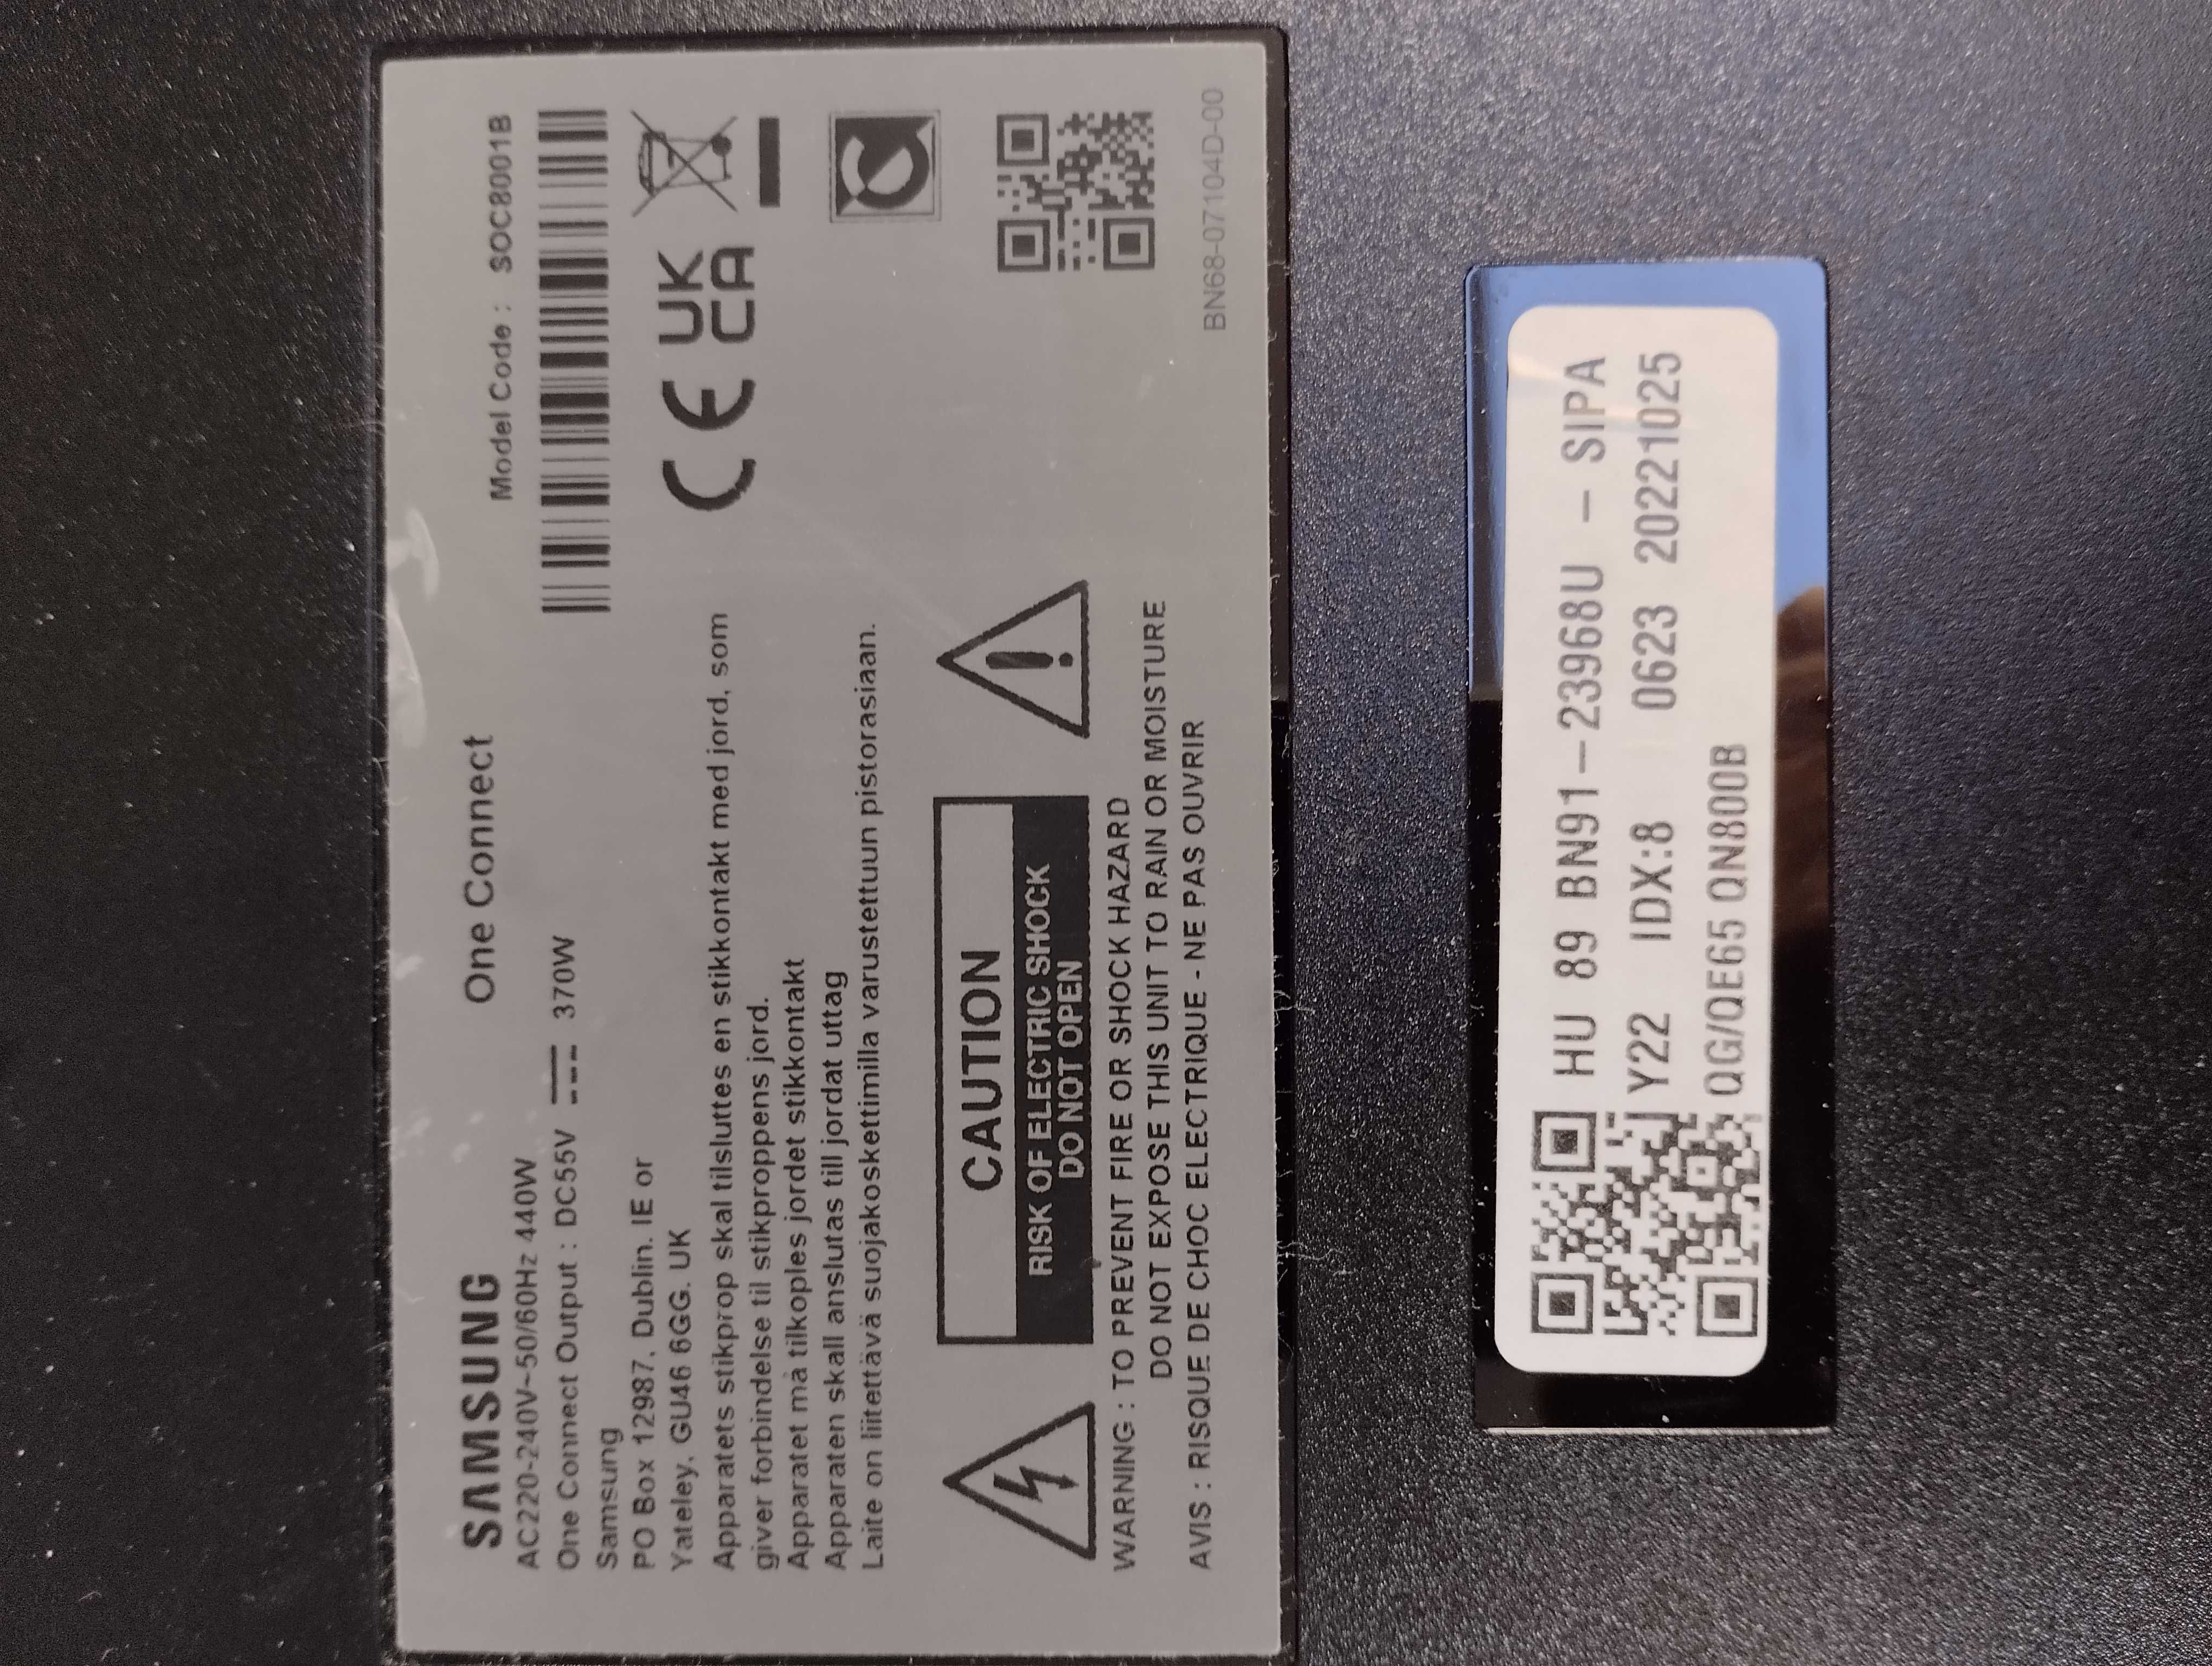 SAMSUNG One Connect
AC220-240V~50/60Hz 440W
One Connect Output : DC55V 370W
Samsung
PO Box 12987, Dublin. IE or
Yateley, GU46 6GG. UK
Apparatets stikprop skal tilsluttes en stikkontakt med jord, som
giver forbindelse til stikproppens jord.
Apparatet må tilkoples jordet stikkontakt
Apparaten skall anslutas till jordat uttag
Laite on liitettävä suojakoskettimilla varustettuun pistorasiaan.
Model Code : SOC8001B
CE UK
CA
CAUTION
RISK OF ELECTRIC SHOCK
DO NOT OPEN
WARNING : TO PREVENT FIRE OR SHOCK HAZARD
DO NOT EXPOSE THIS UNIT TO RAIN OR MOISTURE
AVIS : RISQUE DE CHOC ELECTRIQUE - NE PAS OUVRIR
BN68-07104D-00
HU 89 BN91-23968U - SIPA
Y22 IDX:8 0623 20221025
QG/QE65 QN800B